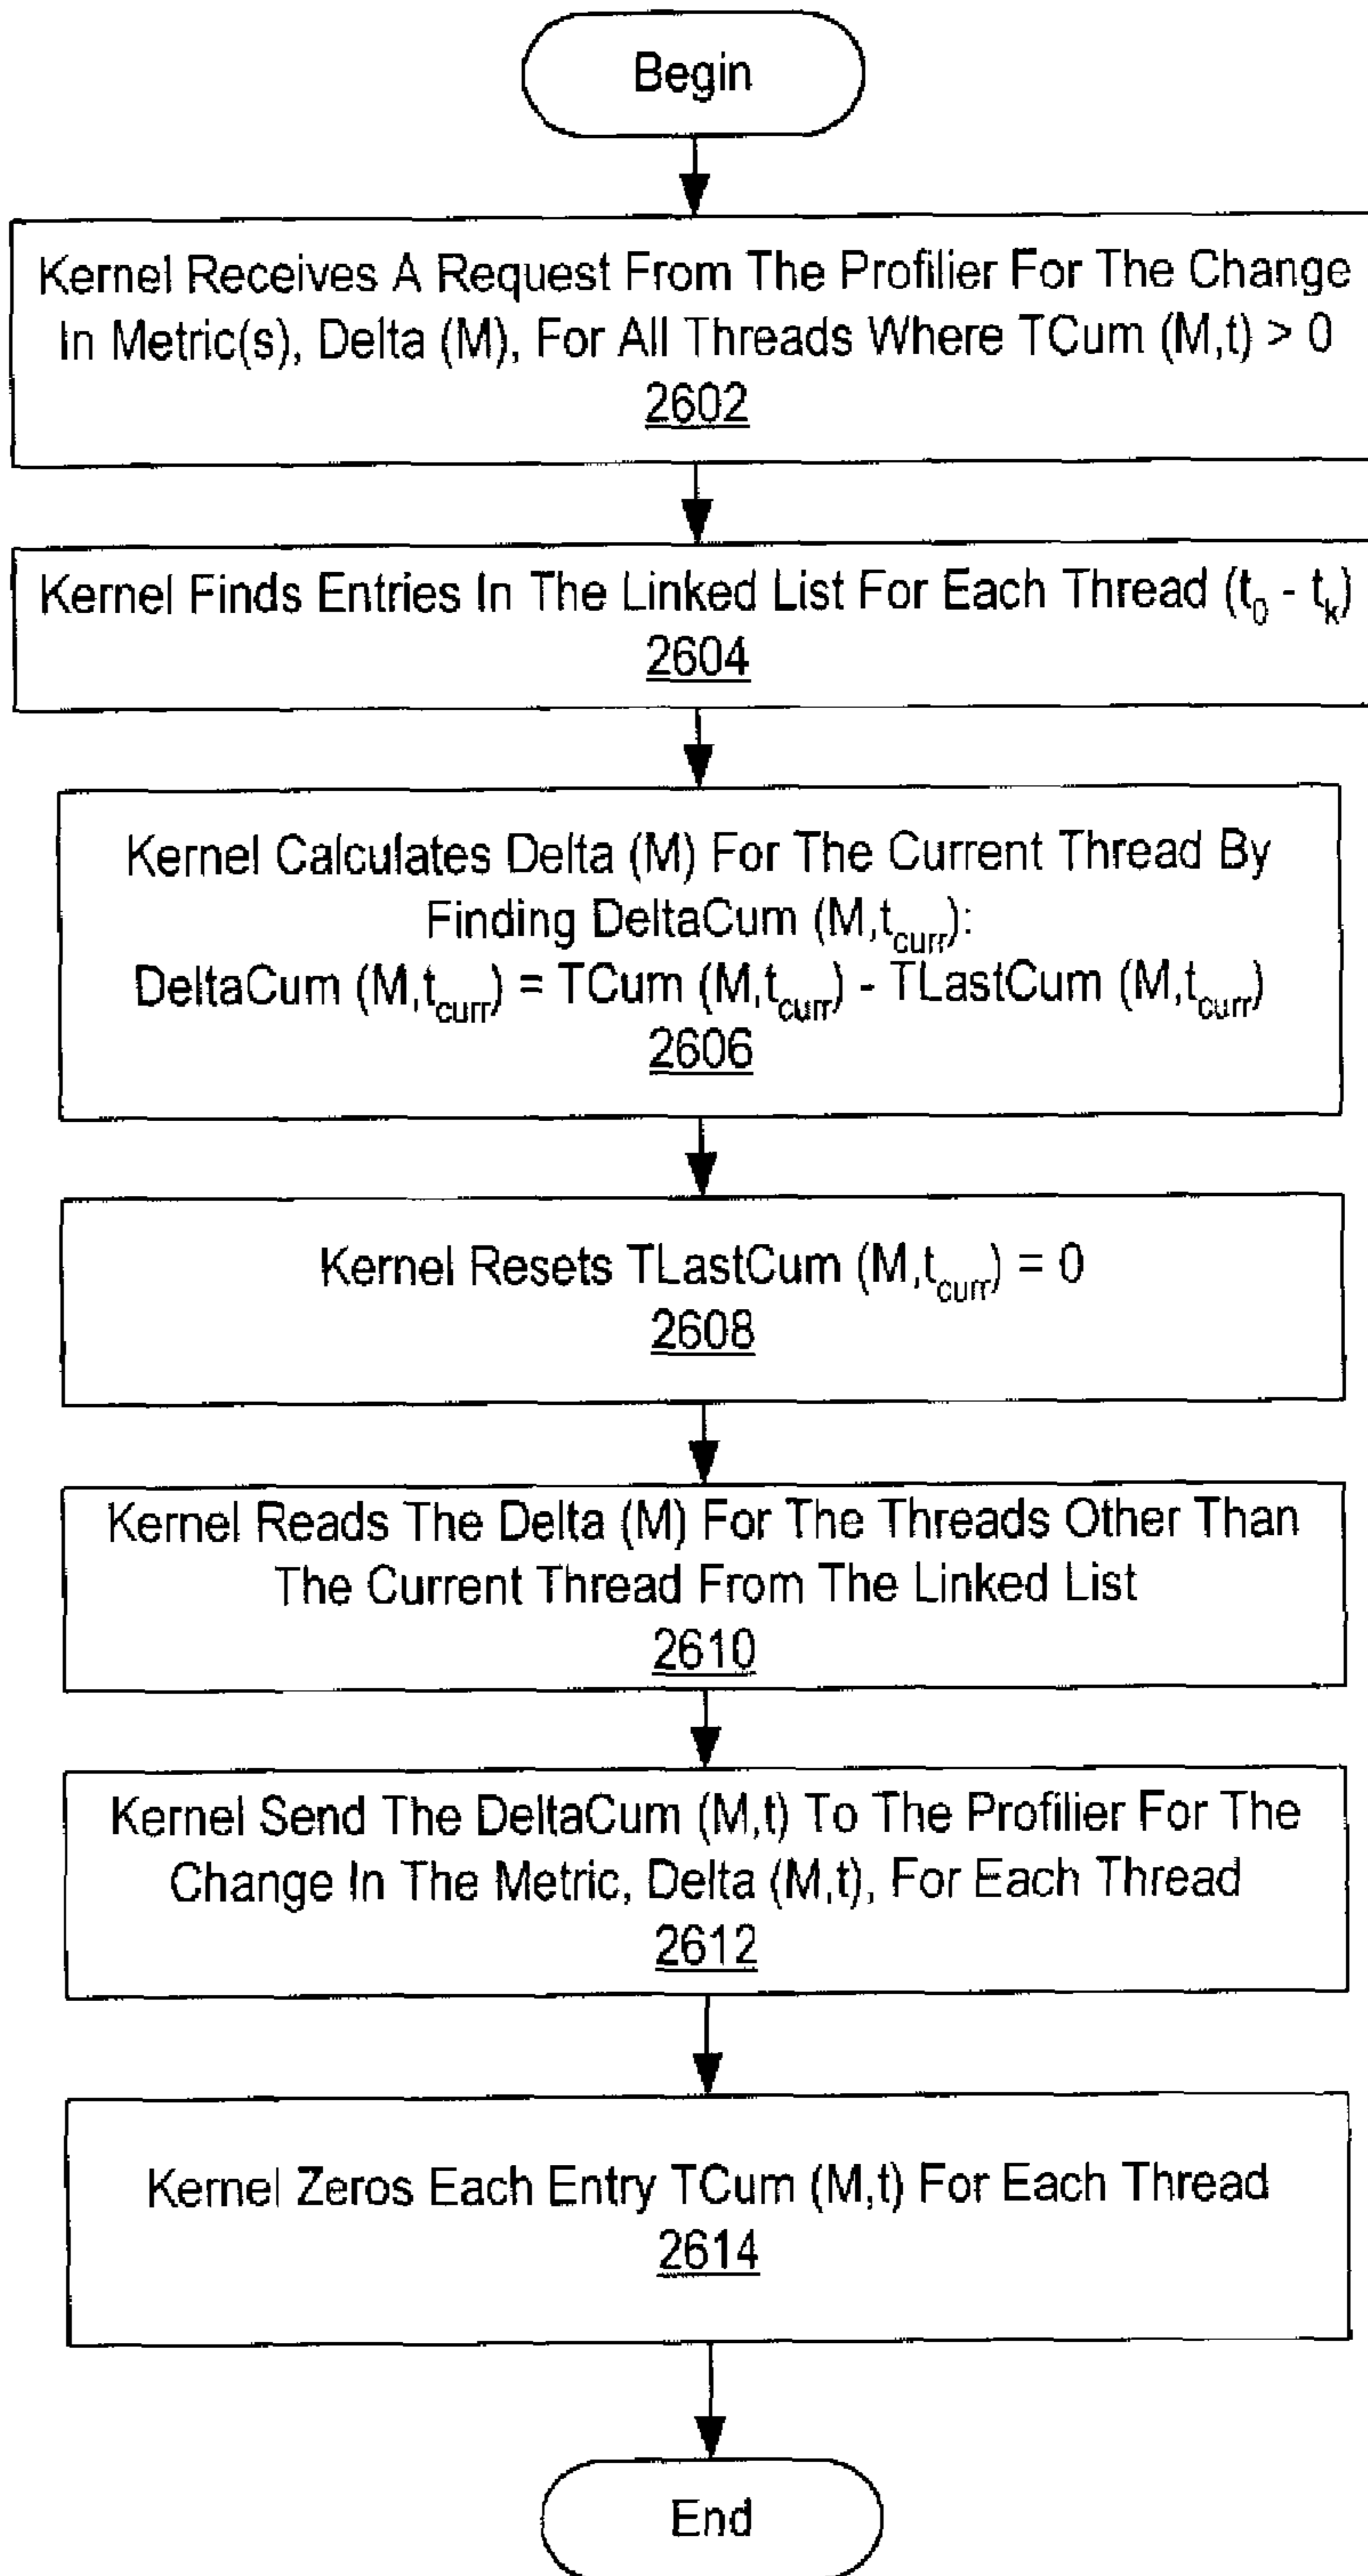 Begin
Kernel Receives A Request From The Profilier For The Change
In Metric(s), Delta (M), For All Threads Where TCum (M,t) > 0
2602
Kernel Finds Entries In The Linked List For Each Thread (t₀ - tₖ)
2604
Kernel Calculates Delta (M) For The Current Thread By
Finding DeltaCum (M,t_curr):
DeltaCum (M,t_curr) = TCum (M,t_curr) - TLastCum (M,t_curr)
2606
Kernel Resets TLastCum (M,t_curr) = 0
2608
Kernel Reads The Delta (M) For The Threads Other Than
The Current Thread From The Linked List
2610
Kernel Send The DeltaCum (M,t) To The Profilier For The
Change In The Metric, Delta (M,t), For Each Thread
2612
Kernel Zeros Each Entry TCum (M,t) For Each Thread
2614
End